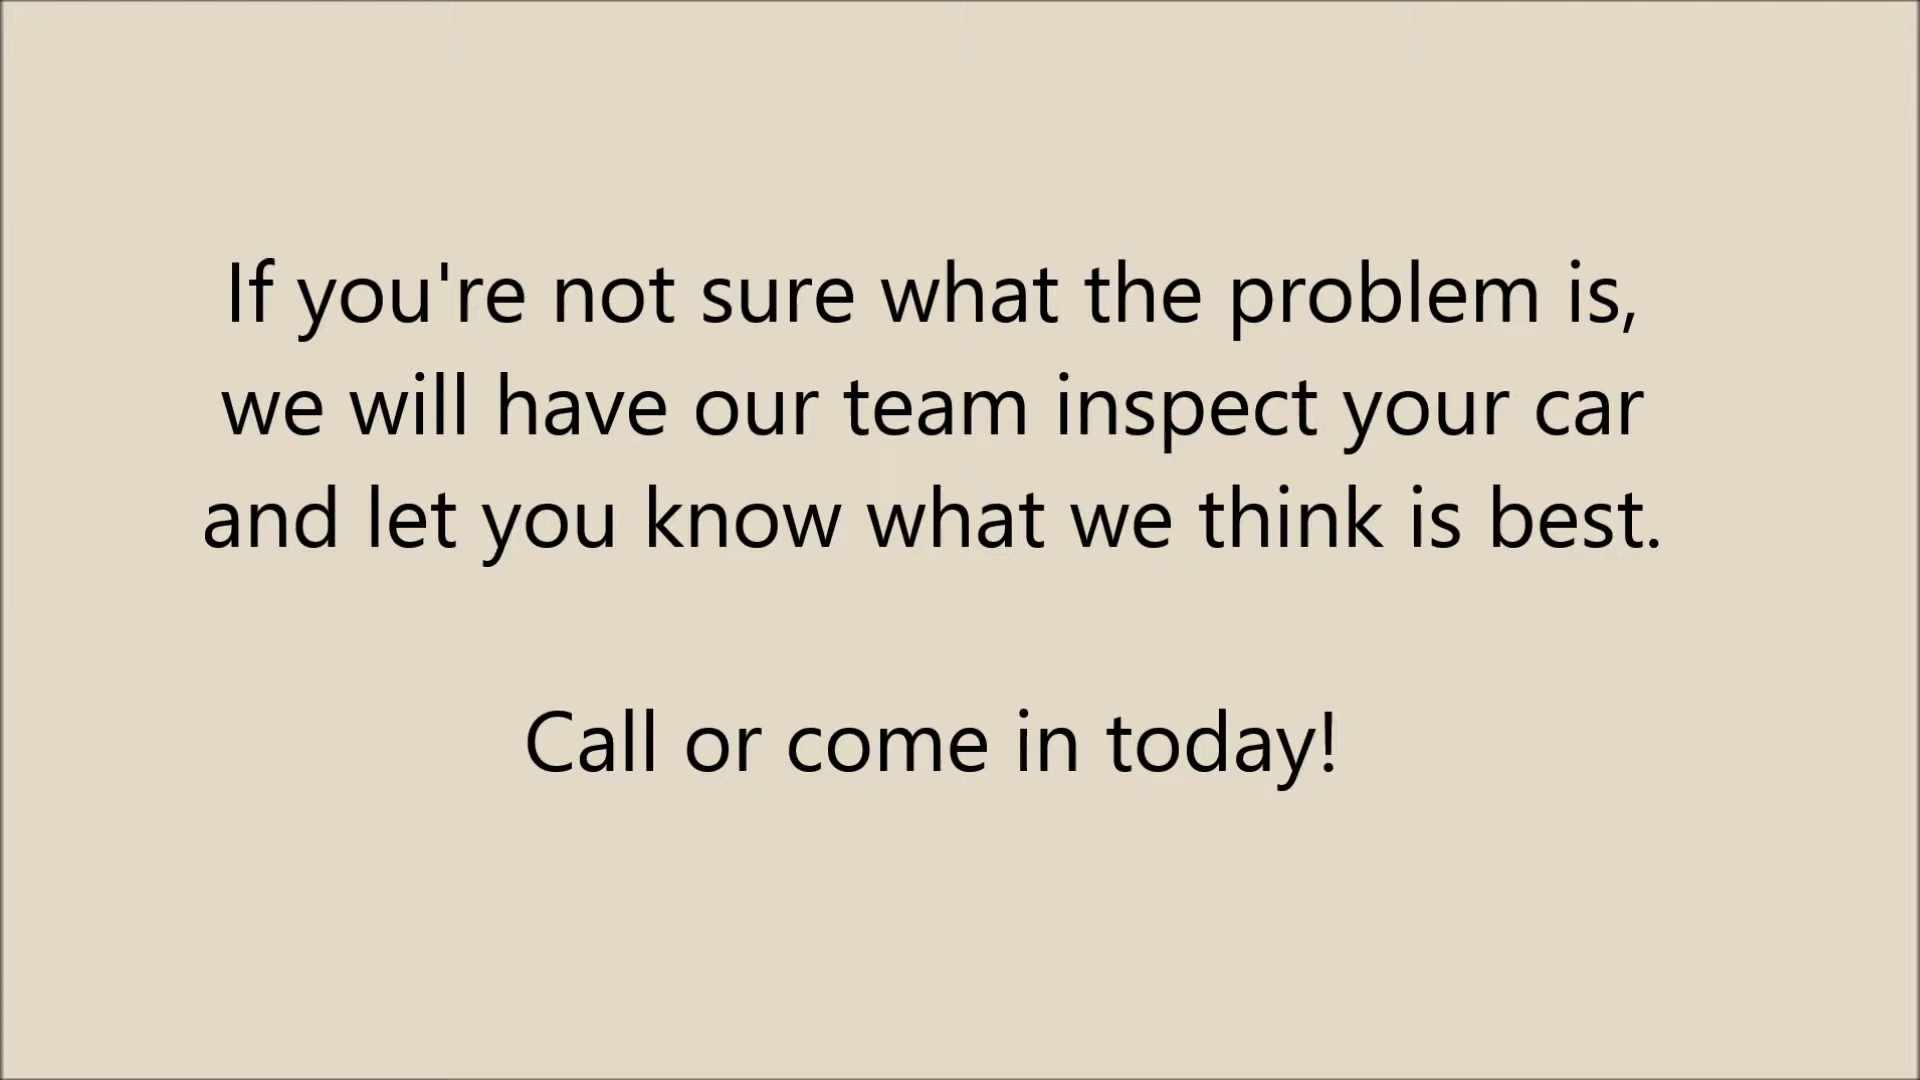 If you're not sure what the problem is,
we will have our team inspect your car
and let you know what we think is best.
Call or come in today!